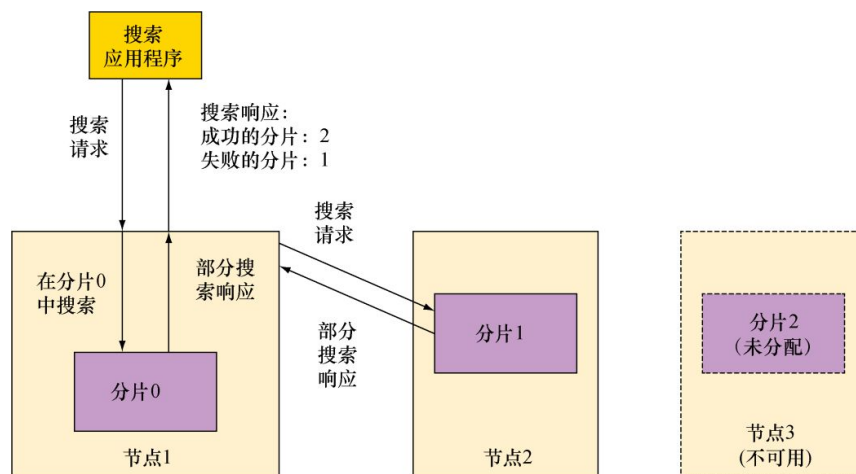 搜索
应用程序
搜索
请求
搜索响应：
成功的分片：2
失败的分片：1
搜索
请求
在分片0
中搜索
部分搜
索响应
部分
搜索
响应
分片0
节点1
分片1
节点2
分片2
（未分配）
节点3
(不可用)